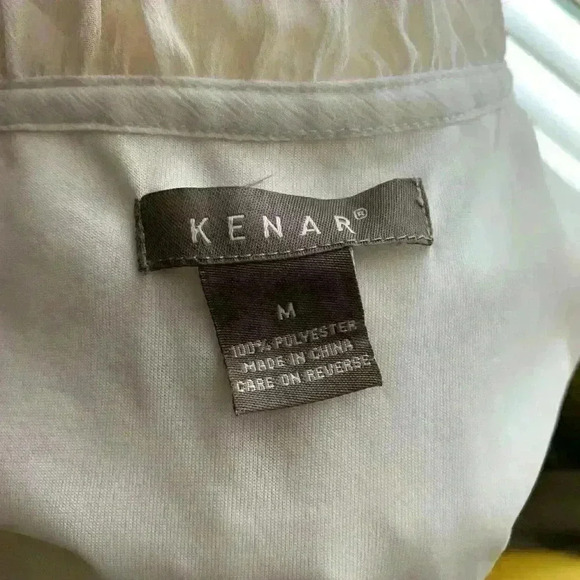 KENAR®
M
100% POLYESTER
MADE IN CHINA
CARE ON REVERSE